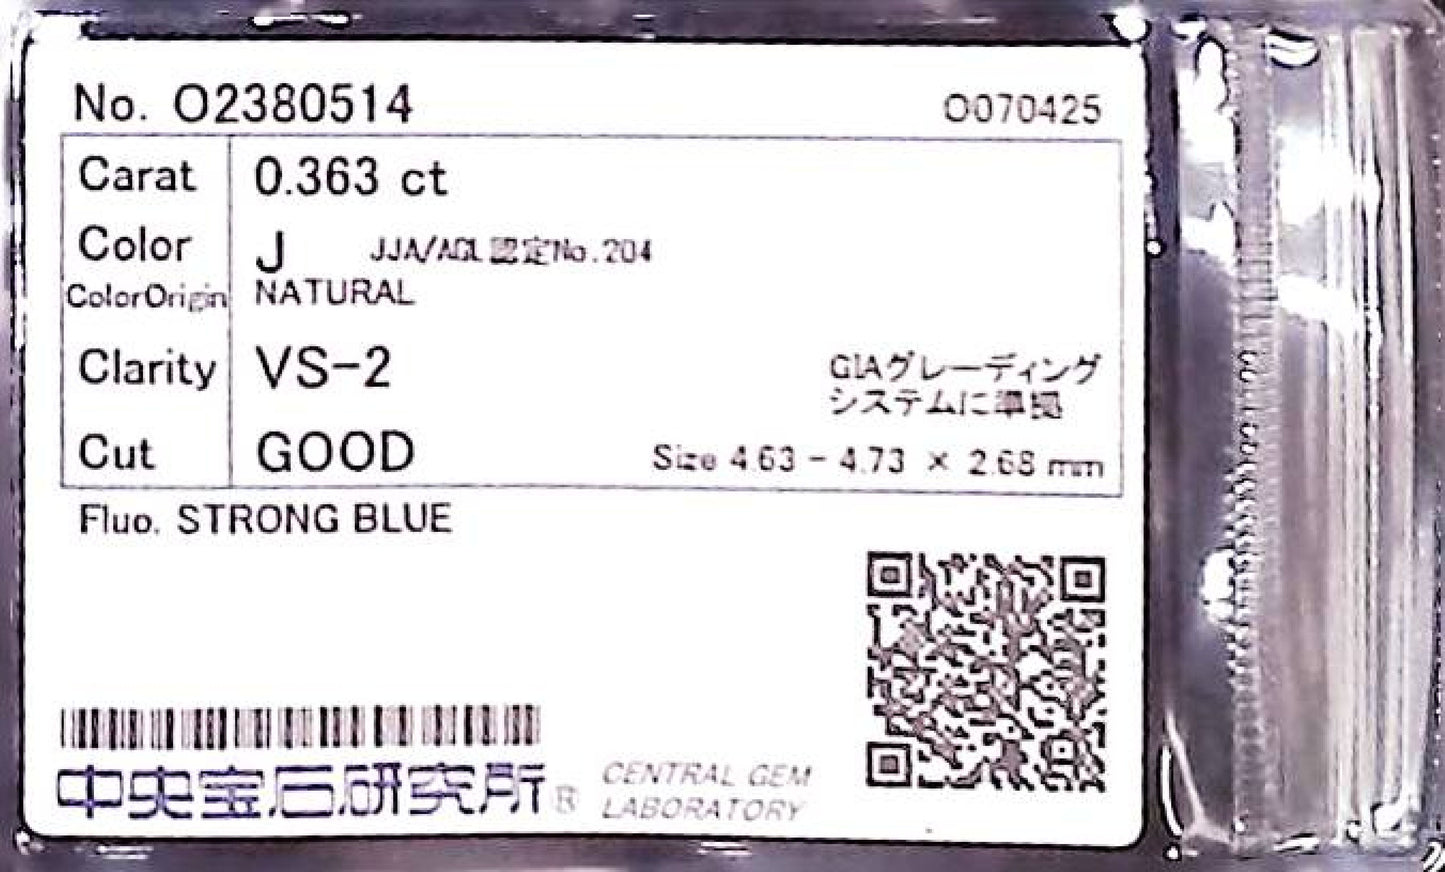 No. O2380514
O070425
Carat 0.363 ct
Color J JJA/AGL認定No.204
ColorOrigin NATURAL
Clarity VS-2
GIAグレーディング
システムに準拠
Cut GOOD Size 4.63 - 4.73 × 2.68 mm
Fluo. STRONG BLUE
中央宝石研究所® CENTRAL GEM
LABORATORY